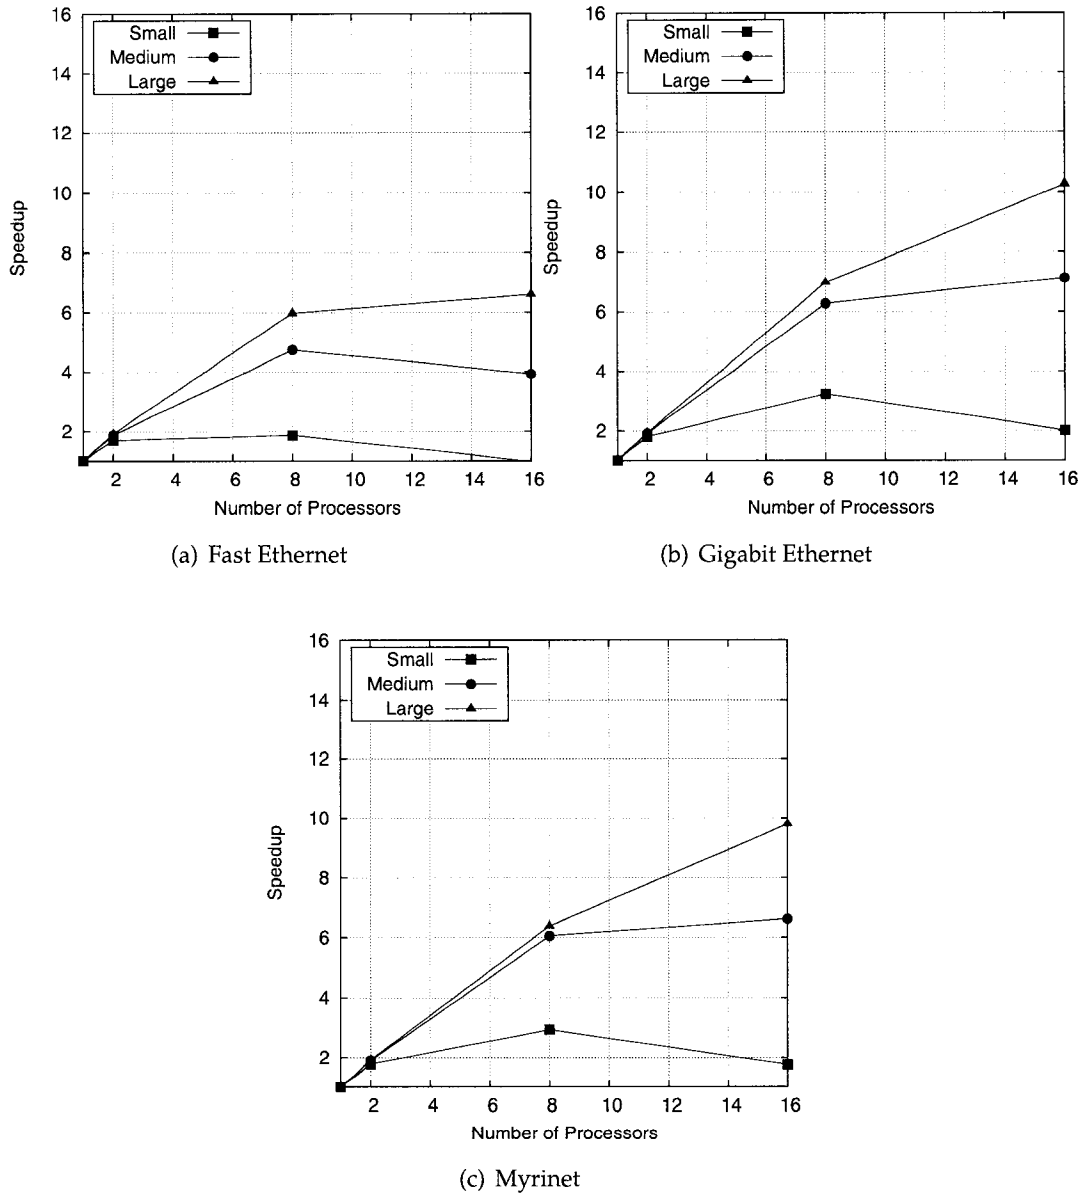 16
14
12
10
8
6
4
2
Small
Medium
Large
Speedup
2 4 6 8 10 12 14 16
Number of Processors
(a) Fast Ethernet
16
14
12
10
8
6
4
2
Small
Medium
Large
Speedup
2 4 6 8 10 12 14 16
Number of Processors
(b) Gigabit Ethernet
16
14
12
10
8
6
4
2
Small
Medium
Large
Speedup
2 4 6 8 10 12 14 16
Number of Processors
(c) Myrinet